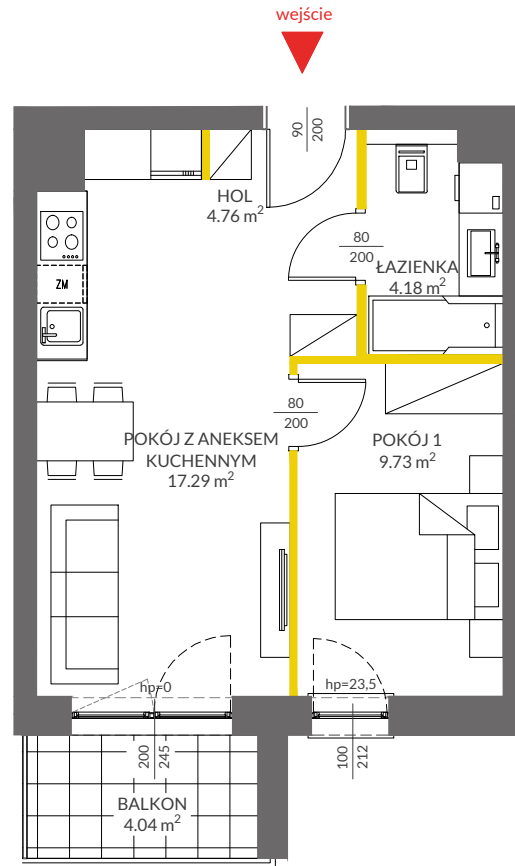 wejście
90
200
HOL
4.76 m²
80
200
ŁAZIENKA
4.18 m²
ZM
80
200
POKÓJ Z ANEKSEM
KUCHENNYM
17.29 m²
POKÓJ 1
9.73 m²
hp=0
hp=23,5
200
245
100
212
BALKON
4.04 m²